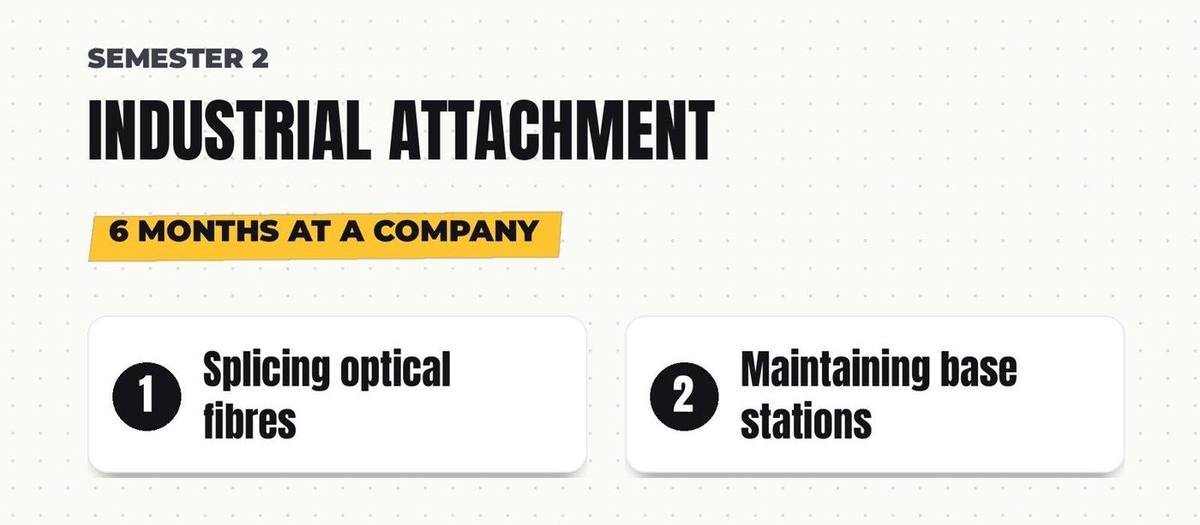 SEMESTER 2
INDUSTRIAL ATTACHMENT
6 MONTHS AT A COMPANY
1 Splicing optical
fibres
2 Maintaining base
stations